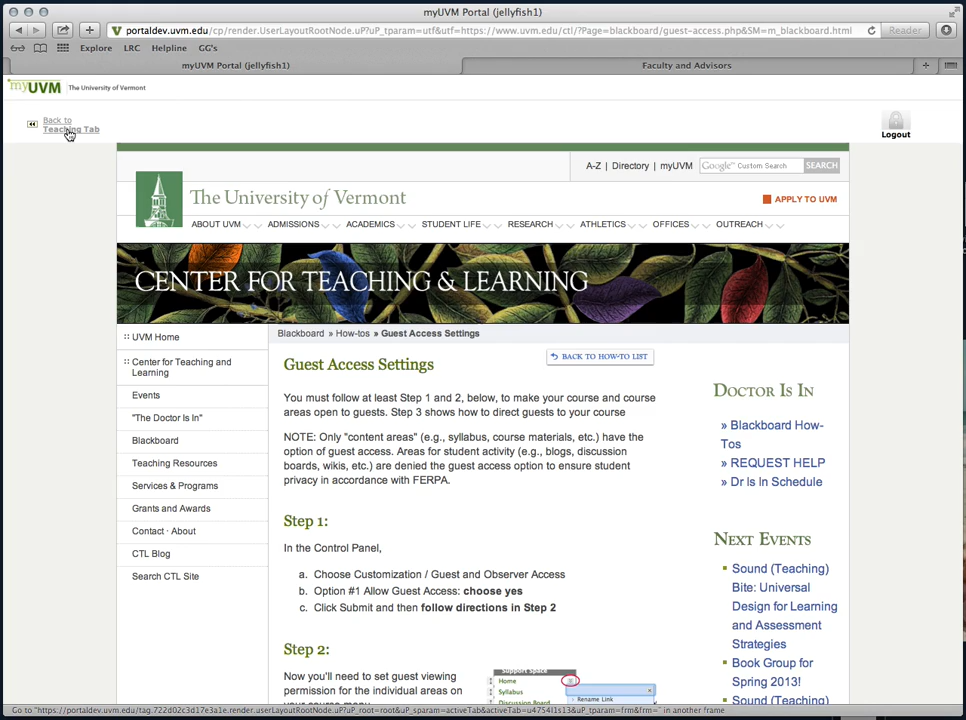 myUVM Portal (jellyfish1)
portaldev.uvm.edu/cp/render.UserLayoutRootNode.uP?uP_tparam=utf&utf=https://www.uvm.edu/ctl/?Page=blackboard/guest-access.php&SM=m_blackboard.html
Reader
Explore LRC Helpline GG's
myUVM Portal (jellyfish1) Faculty and Advisors
myUVM The University of Vermont
Back to
Teaching Tab
Logout
A-Z | Directory | myUVM Google™ Custom Search SEARCH
The University of Vermont
APPLY TO UVM
ABOUT UVM ADMISSIONS ACADEMICS STUDENT LIFE RESEARCH ATHLETICS OFFICES OUTREACH
CENTER FOR TEACHING & LEARNING
UVM Home
Center for Teaching and
Learning
Events
"The Doctor Is In"
Blackboard
Teaching Resources
Services & Programs
Grants and Awards
Contact · About
CTL Blog
Search CTL Site
Blackboard » How-tos » Guest Access Settings
Guest Access Settings
BACK TO HOW-TO LIST
You must follow at least Step 1 and 2, below, to make your course and course
areas open to guests. Step 3 shows how to direct guests to your course
NOTE: Only "content areas" (e.g., syllabus, course materials, etc.) have the
option of guest access. Areas for student activity (e.g., blogs, discussion
boards, wikis, etc.) are denied the guest access option to ensure student
privacy in accordance with FERPA.
Step 1:
In the Control Panel,
a. Choose Customization / Guest and Observer Access
b. Option #1 Allow Guest Access: choose yes
c. Click Submit and then follow directions in Step 2
Step 2:
Now you'll need to set guest viewing
permission for the individual areas on
your course menu
Support Space
Home
Syllabus
Discussion Board
Rename Link
DOCTOR IS IN
» Blackboard How-
Tos
» REQUEST HELP
» Dr Is In Schedule
NEXT EVENTS
Sound (Teaching)
Bite: Universal
Design for Learning
and Assessment
Strategies
Book Group for
Spring 2013!
Sound (Teaching)